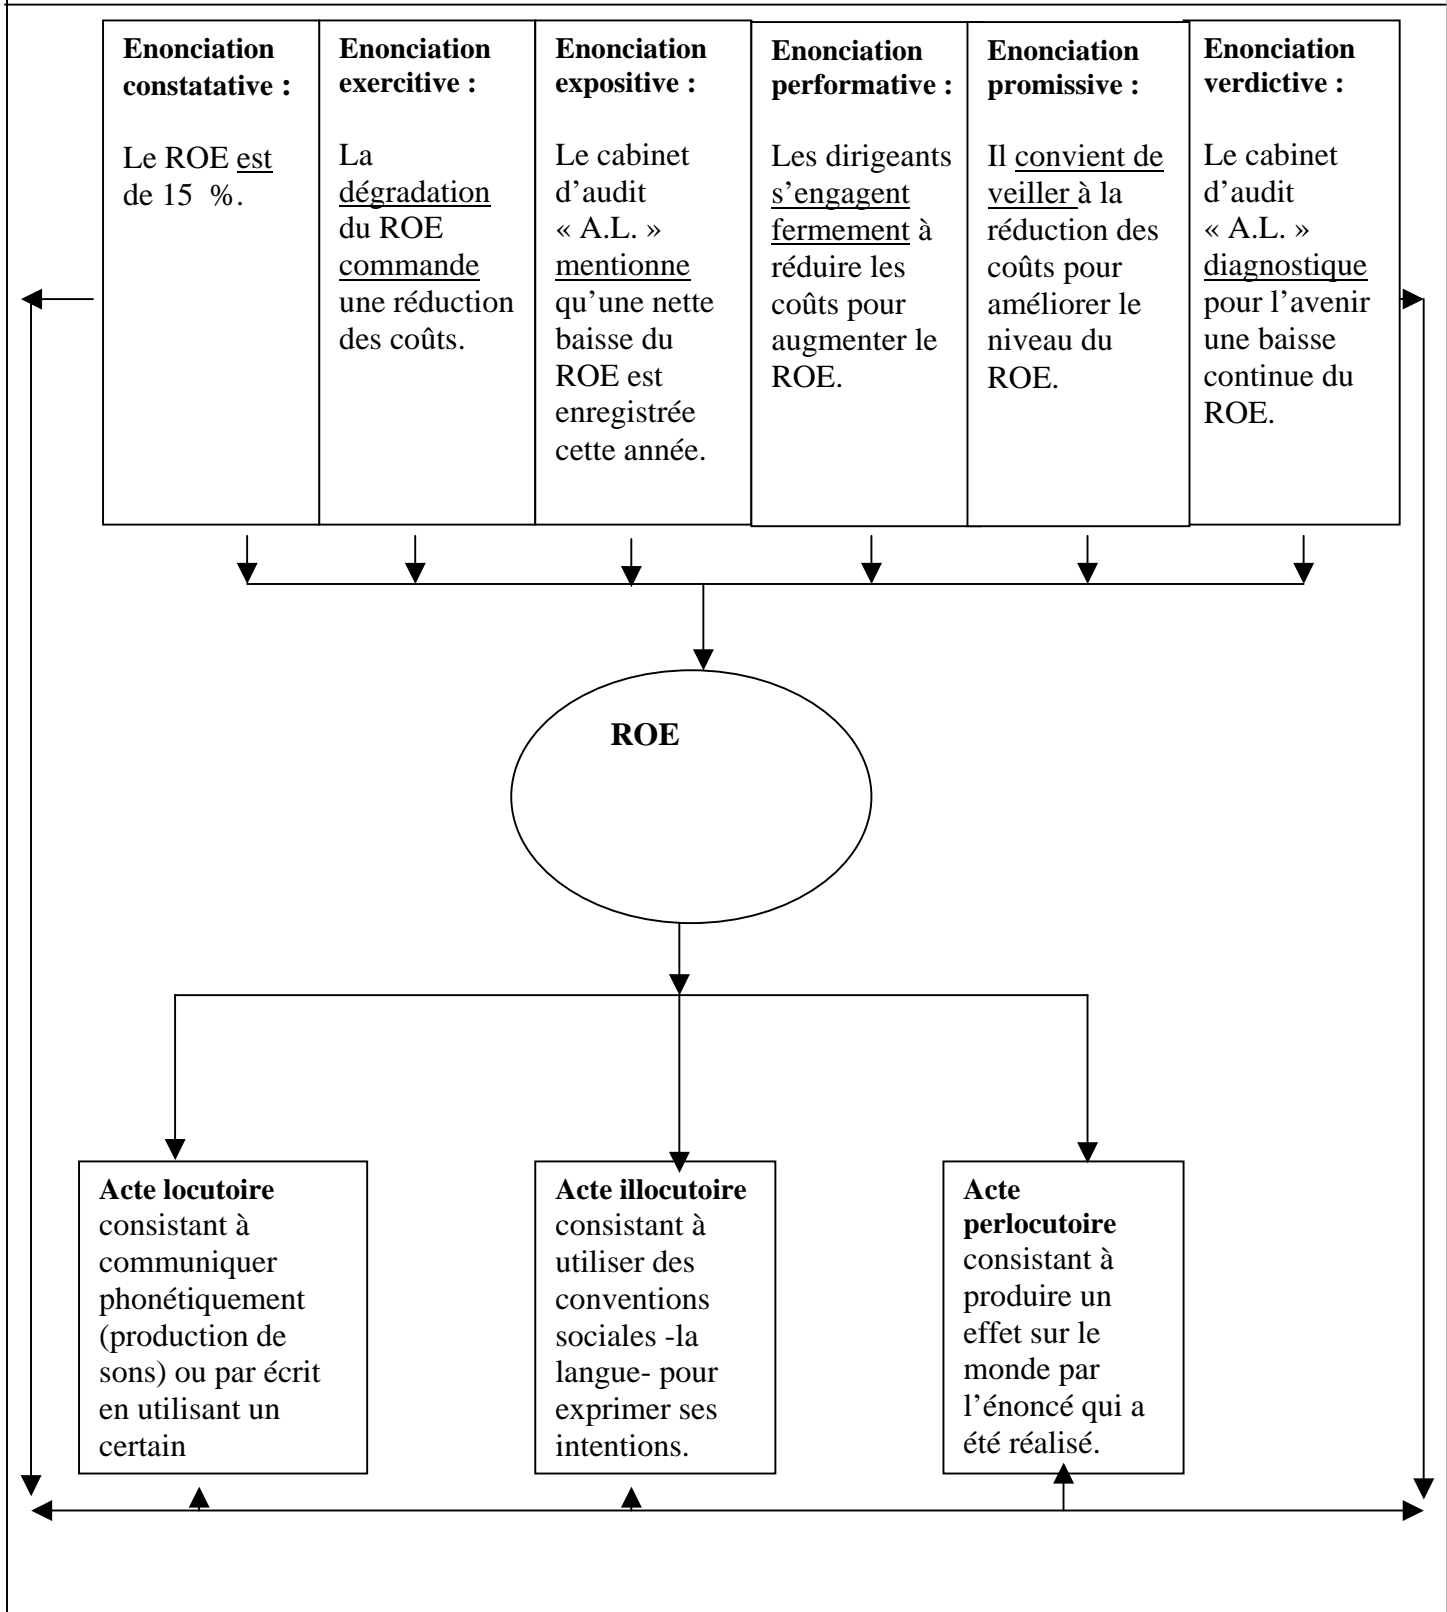 Enonciation
constatative :
Le ROE est
de 15 %.
Enonciation
exercitive :
La
dégradation
du ROE
commande
une réduction
des coûts.
Enonciation
expositive :
Le cabinet
d’audit
« A.L. »
mentionne
qu’une nette
baisse du
ROE est
enregistrée
cette année.
Enonciation
performative :
Les dirigeants
s’engagent
fermement à
réduire les
coûts pour
augmenter le
ROE.
Enonciation
promissive :
Il convient de
veiller à la
réduction des
coûts pour
améliorer le
niveau du
ROE.
Enonciation
verdictive :
Le cabinet
d’audit
« A.L. »
diagnostique
pour l’avenir
une baisse
continue du
ROE.
ROE
Acte locutoire
consistant à
communiquer
phonétiquement
(production de
sons) ou par écrit
en utilisant un
certain
Acte illocutoire
consistant à
utiliser des
conventions
sociales -la
langue- pour
exprimer ses
intentions.
Acte
perlocutoire
consistant à
produire un
effet sur le
monde par
l’énoncé qui a
été réalisé.